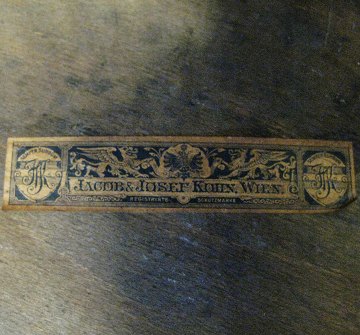 JACOB & JOSEF KOHN, WIEN.
REGISTRIRTE SCHUTZMARKE